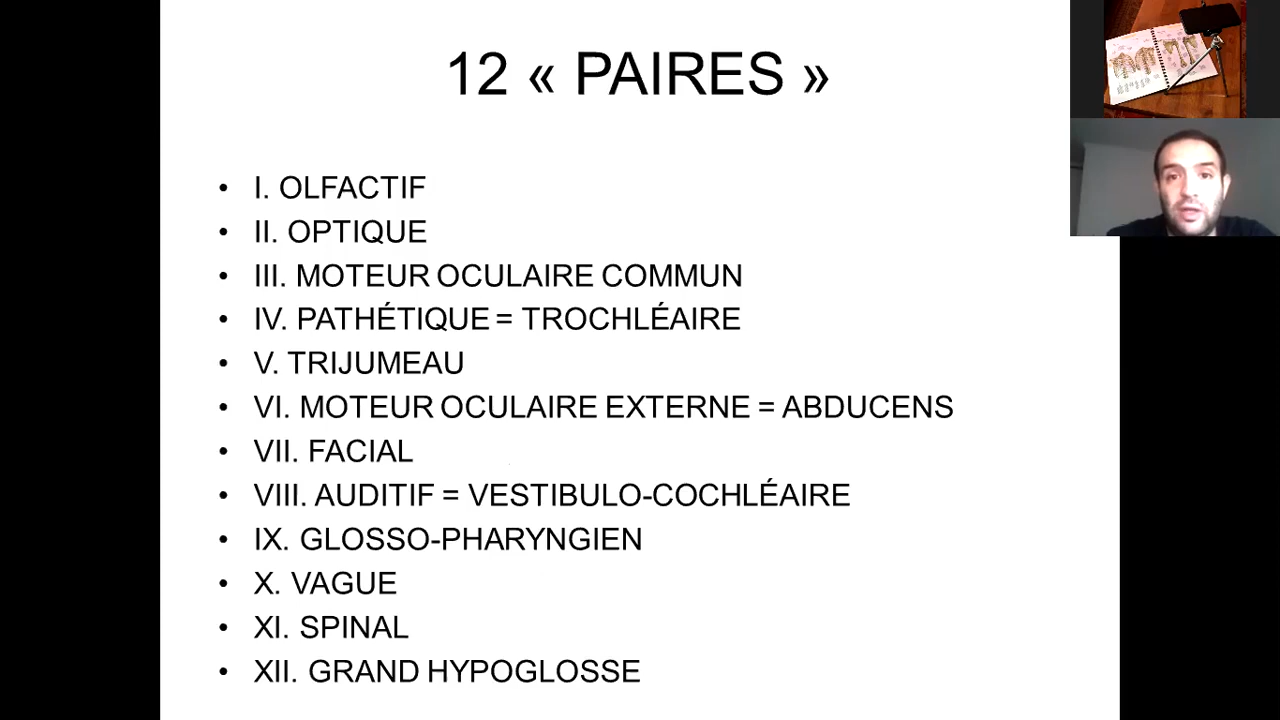 12 « PAIRES »
• I. OLFACTIF
• II. OPTIQUE
• III. MOTEUR OCULAIRE COMMUN
• IV. PATHÉTIQUE = TROCHLÉAIRE
• V. TRIJUMEAU
• VI. MOTEUR OCULAIRE EXTERNE = ABDUCENS
• VII. FACIAL
• VIII. AUDITIF = VESTIBULO-COCHLÉAIRE
• IX. GLOSSO-PHARYNGIEN
• X. VAGUE
• XI. SPINAL
• XII. GRAND HYPOGLOSSE